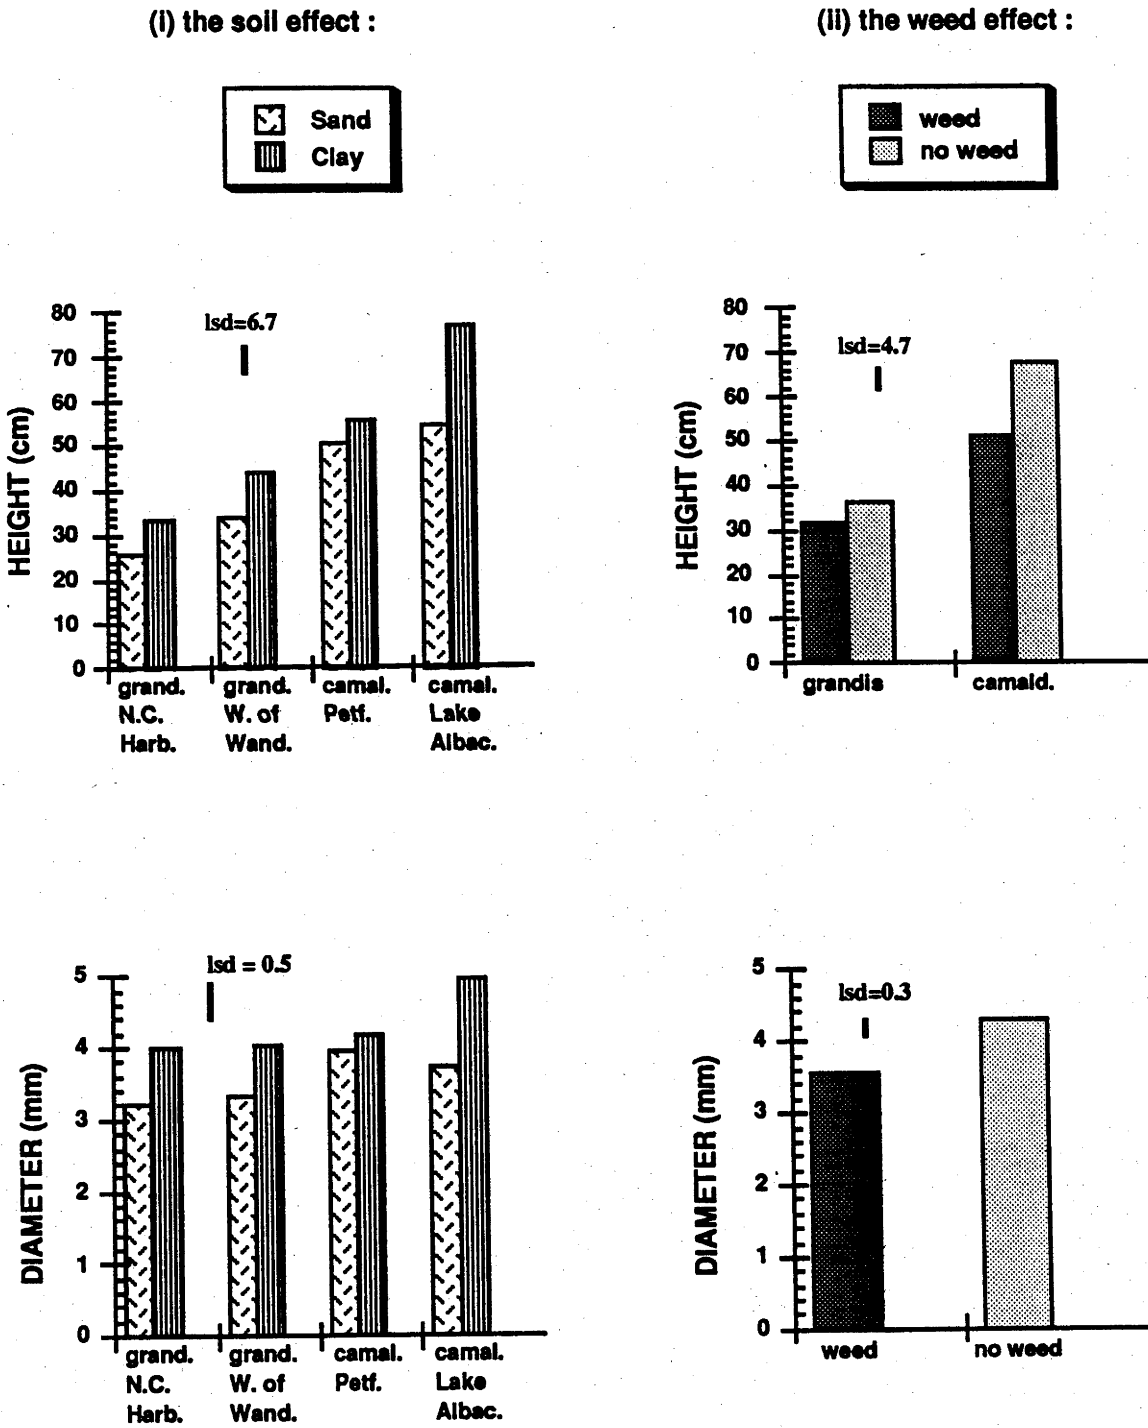 (i) the soil effect :
(ii) the weed effect :
Sand
Clay
weed
no weed
80
70
60
50
40
30
20
10
0
HEIGHT (cm)
lsd=6.7
grand.
N.C.
Harb.
grand.
W. of
Wand.
camal.
Petf.
camal.
Lake
Albac.
80
70
60
50
40
30
20
10
0
HEIGHT (cm)
lsd=4.7
grandis
camald.
5
4
3
2
1
0
DIAMETER (mm)
lsd = 0.5
grand.
N.C.
Harb.
grand.
W. of
Wand.
camal.
Petf.
camal.
Lake
Albac.
5
4
3
2
1
0
DIAMETER (mm)
lsd=0.3
weed
no weed